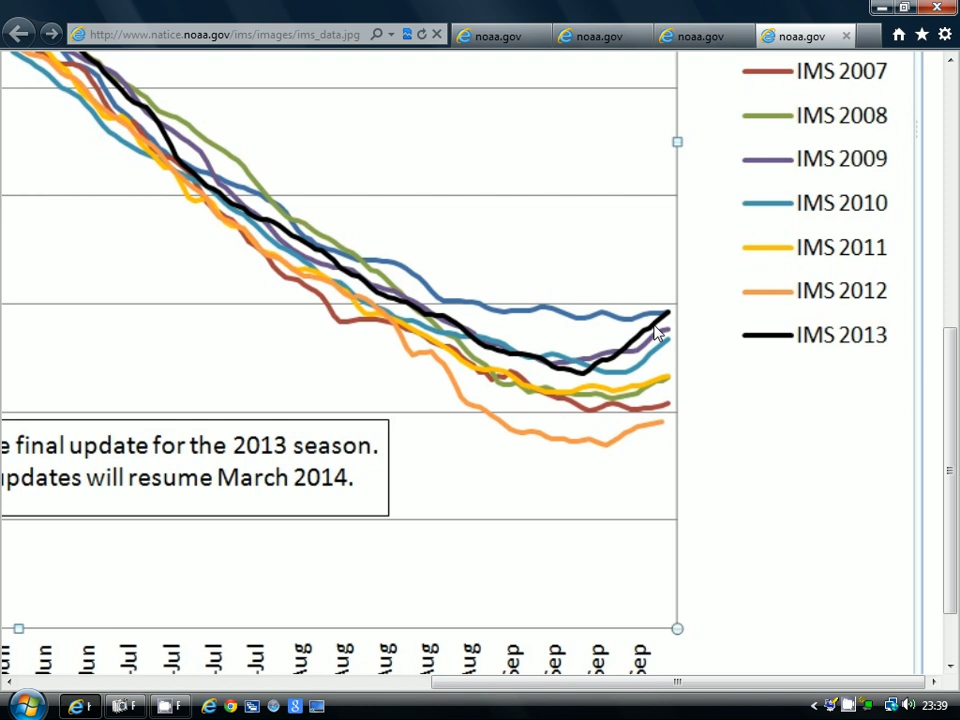 http://www.natice.noaa.gov/ims/images/ims_data.jpg
noaa.gov
noaa.gov
noaa.gov
noaa.gov
IMS 2007
IMS 2008
IMS 2009
IMS 2010
IMS 2011
IMS 2012
IMS 2013
e final update for the 2013 season.
updates will resume March 2014.
Jun
Jun
-Jul
-Jul
-Jul
-Jul
Aug
Aug
Aug
Aug
Aug
Sep
Sep
Sep
Sep
23:39